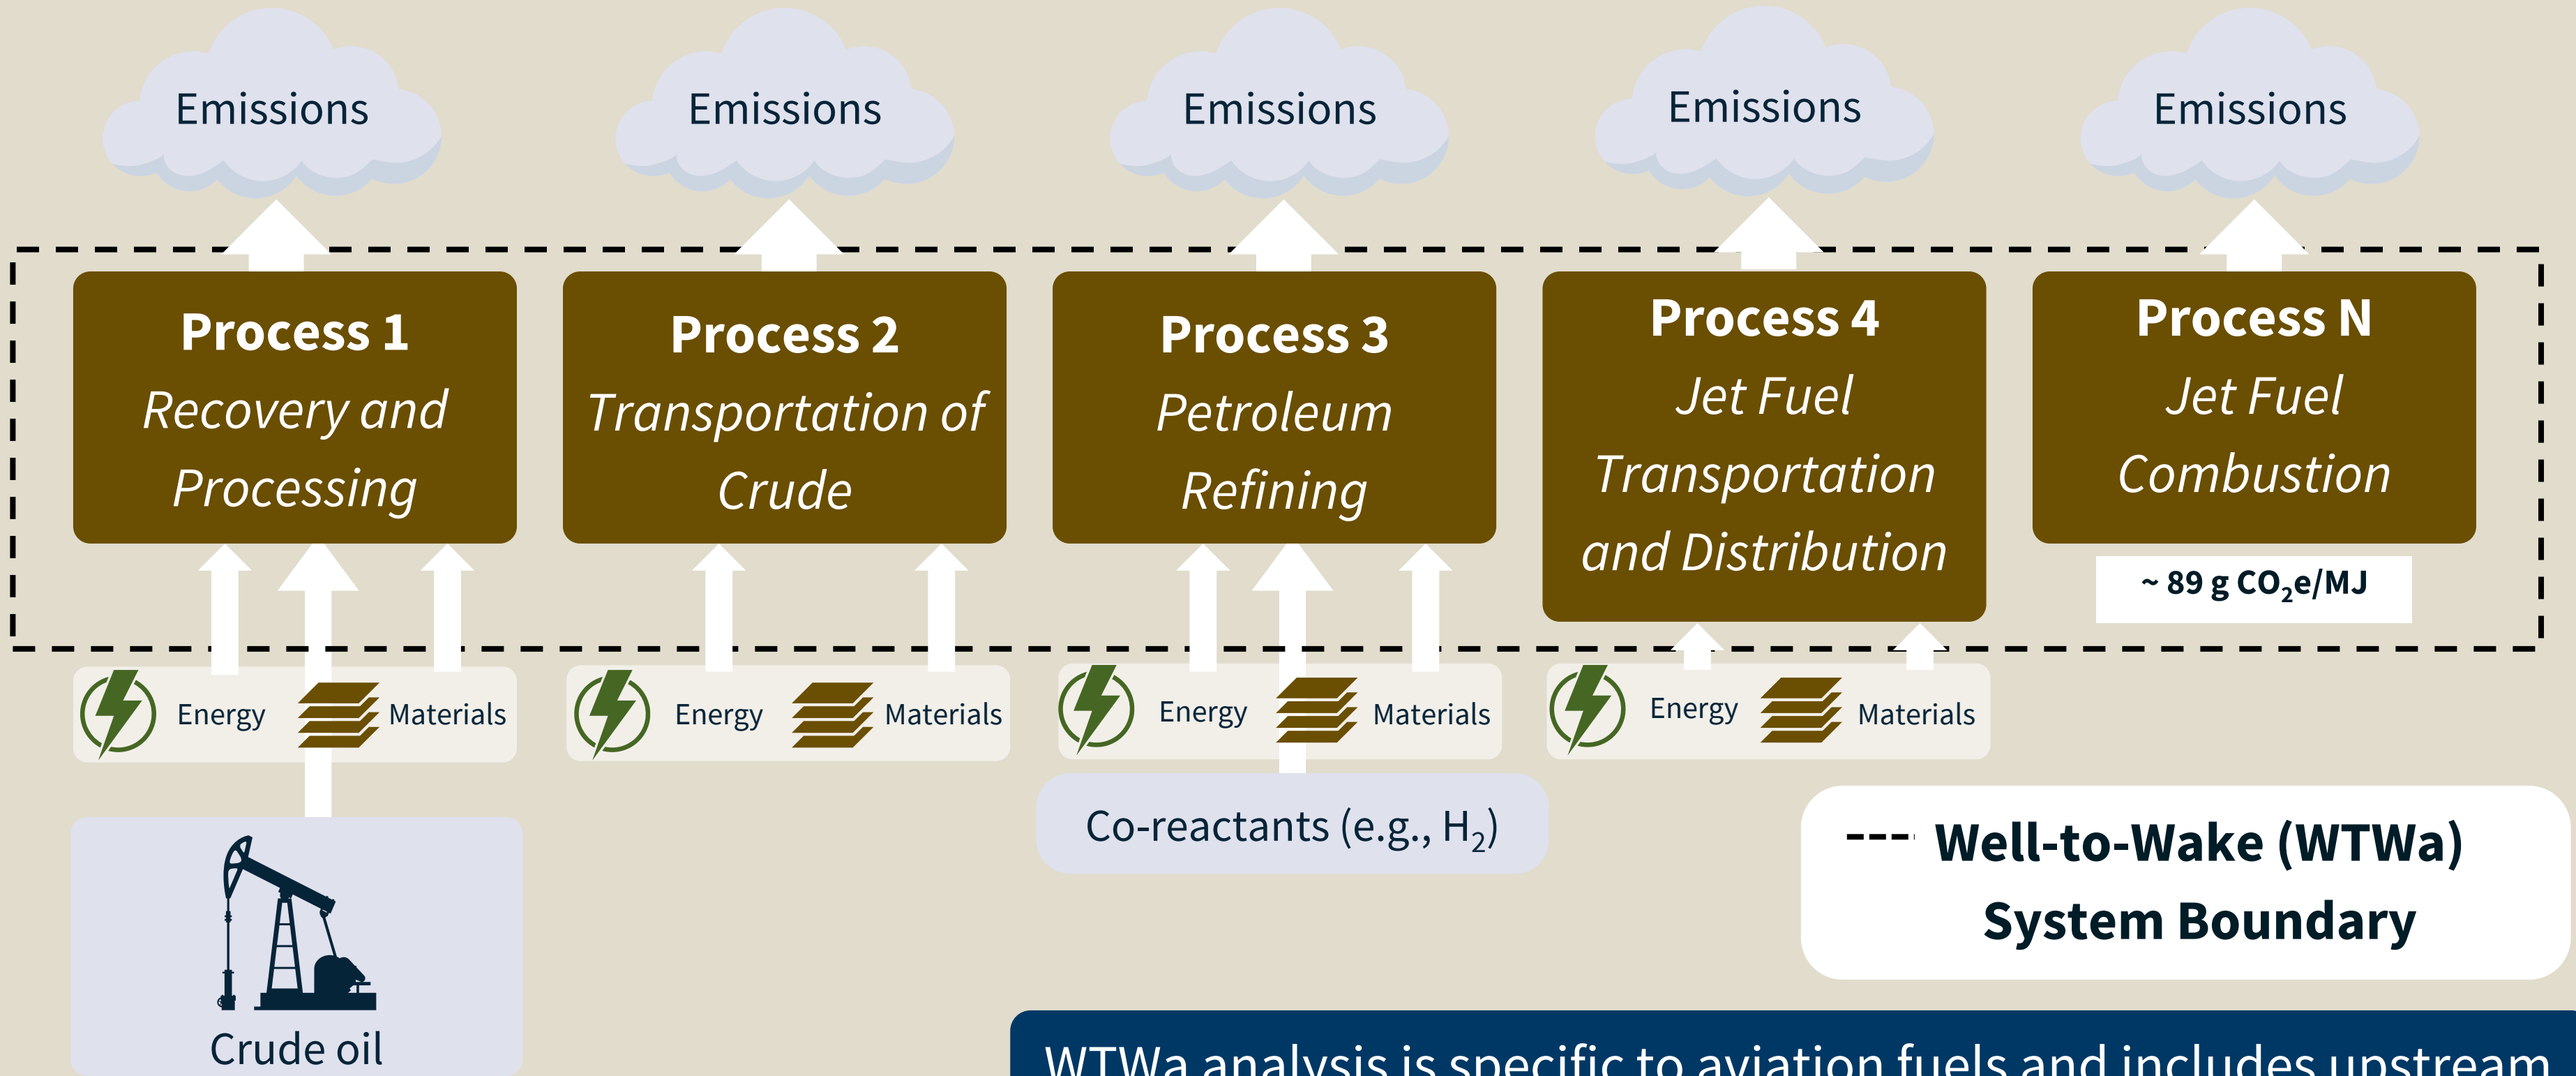 Emissions
Emissions
Emissions
Emissions
Emissions
Process 1
Recovery and
Processing
Process 2
Transportation of
Crude
Process 3
Petroleum
Refining
Process 4
Jet Fuel
Transportation
and Distribution
Process N
Jet Fuel
Combustion
~ 89 g CO₂e/MJ
Energy
Materials
Energy
Materials
Energy
Materials
Energy
Materials
Co-reactants (e.g., H₂)
Well-to-Wake (WTWa)
System Boundary
Crude oil
WTWa analysis is specific to aviation fuels and includes upstream